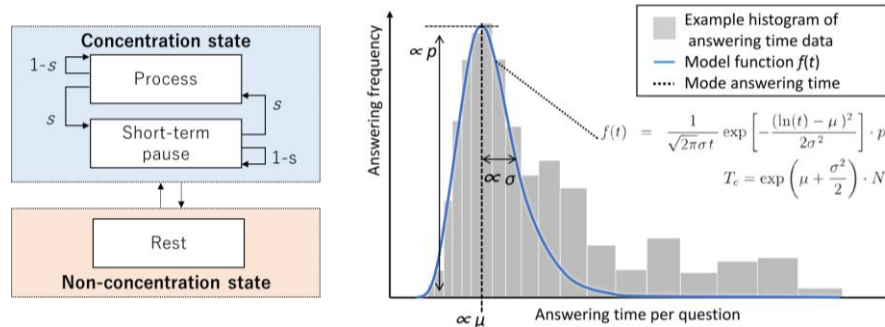 Concentration state
1-s
Process
s
s
Short-term
pause
1-s
Rest
Non-concentration state
Answering frequency
∝ p
∝ σ
∝ μ
Answering time per question
Example histogram of
answering time data
Model function f(t)
Mode answering time
f(t) = 1/(√2πσt) exp[−(ln(t) − μ)²/2σ²] · p
T_c = exp(μ + σ²/2) · N